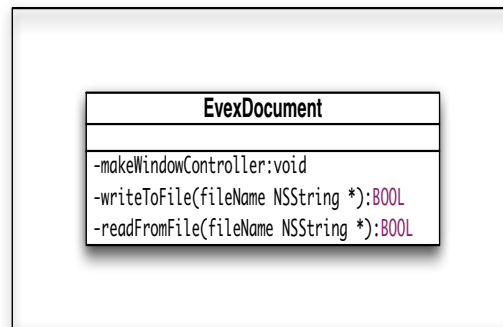 EvexDocument
-makeWindowController:void
-writeToFile(fileName NSString *):BOOL
-readFromFile(fileName NSString *):BOOL